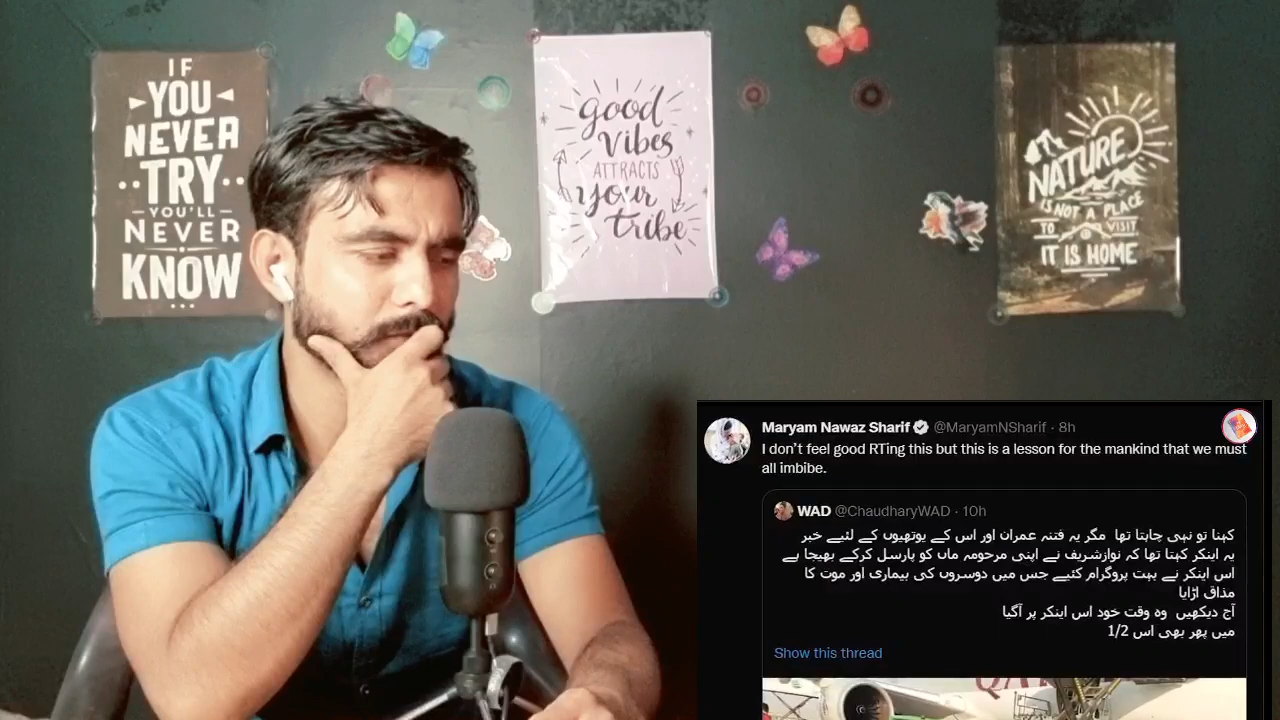 IF
YOU
NEVER
TRY
YOU'LL
NEVER
KNOW
good
vibes
ATTRACTS
your
tribe
NATURE
IS NOT A PLACE
TO VISIT
IT IS HOME
Maryam Nawaz Sharif @MaryamNSharif · 8h
I don't feel good RTing this but this is a lesson for the mankind that we must
all imbibe.
WAD @ChaudharyWAD · 10h
کہنا تو نہی چاہتا تھا مگر یہ فتنہ عمران اور اس کے یوتھیوں کے لئیے خبر
یہ اینکر کہتا تھا کہ نوازشریف نے اپنی مرحومہ ماں کو پارسل کرکے بھیجا ہے
اس اینکر نے بہت پروگرام کئیے جس میں دوسروں کی بیماری اور موت کا
مذاق اڑایا
آج دیکھیں وہ وقت خود اس اینکر پر آگیا
میں پھر بھی اس 1/2
Show this thread